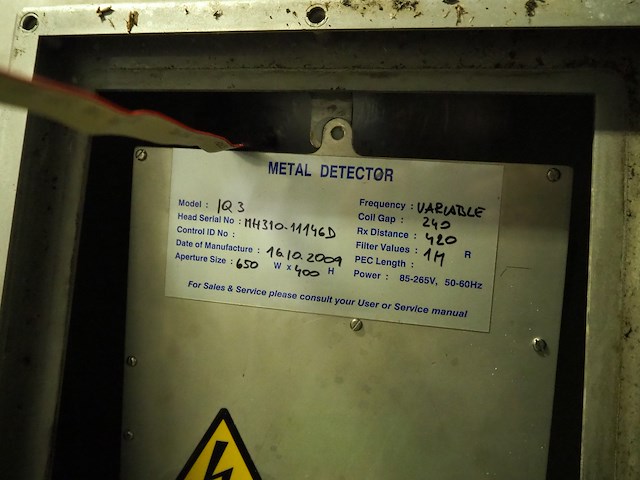 METAL DETECTOR
Model : IQ3
Head Serial No : MH310-11146D
Control ID No :
Date of Manufacture : 16.10.2009
Aperture Size : 650 W x 400 H
Frequency : VARIABLE
Coil Gap : 240
Rx Distance : 420
Filter Values : 1M R
PEC Length :
Power : 85-265V, 50-60Hz
For Sales & Service please consult your User or Service manual